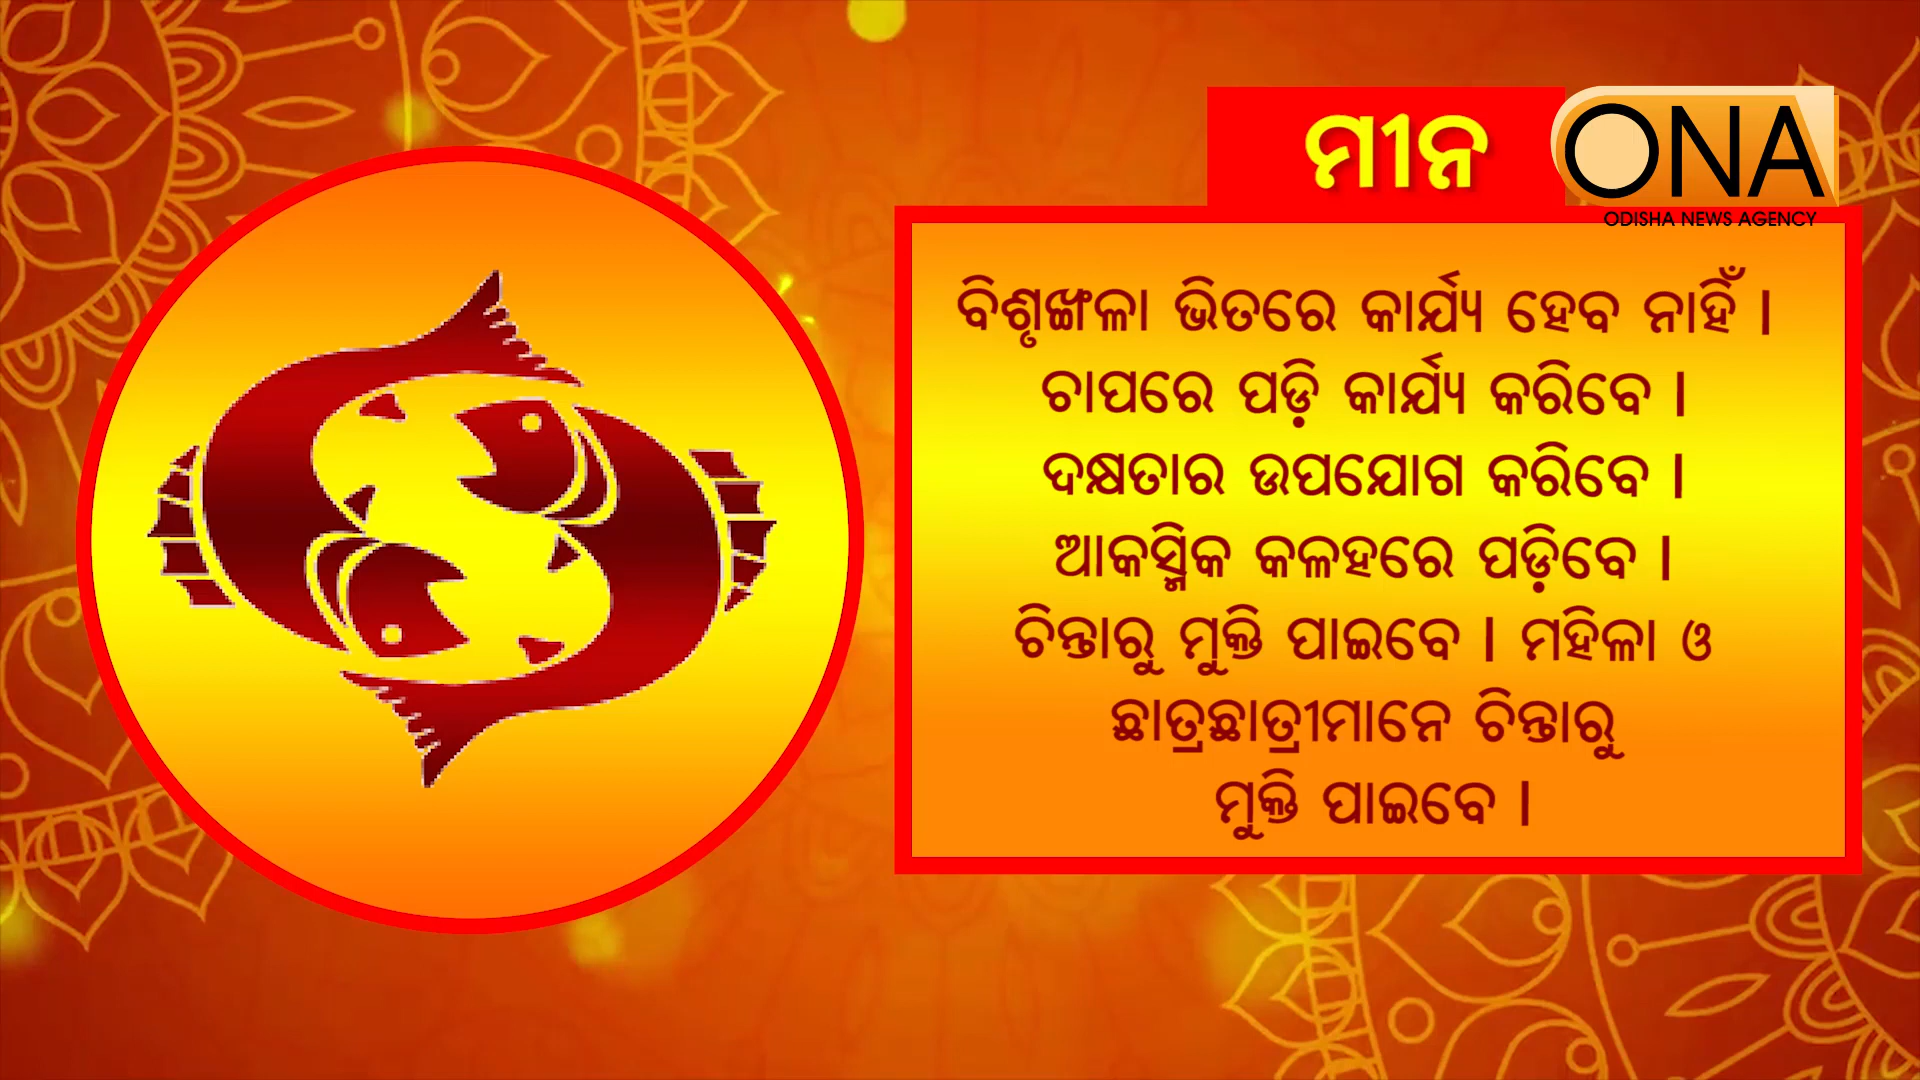 ମୀନ
ONA
ODISHA NEWS AGENCY
ବିଶୃଙ୍ଖଳା ଭିତରେ କାର୍ଯ୍ୟ ହେବ ନାହିଁ ।
ଚାପରେ ପଡ଼ି କାର୍ଯ୍ୟ କରିବେ ।
ଦକ୍ଷତାର ଉପଯୋଗ କରିବେ ।
ଆକସ୍ମିକ କଳହରେ ପଡ଼ିବେ ।
ଚିନ୍ତାରୁ ମୁକ୍ତି ପାଇବେ । ମହିଳା ଓ
ଛାତ୍ରଛାତ୍ରୀମାନେ ଚିନ୍ତାରୁ
ମୁକ୍ତି ପାଇବେ ।